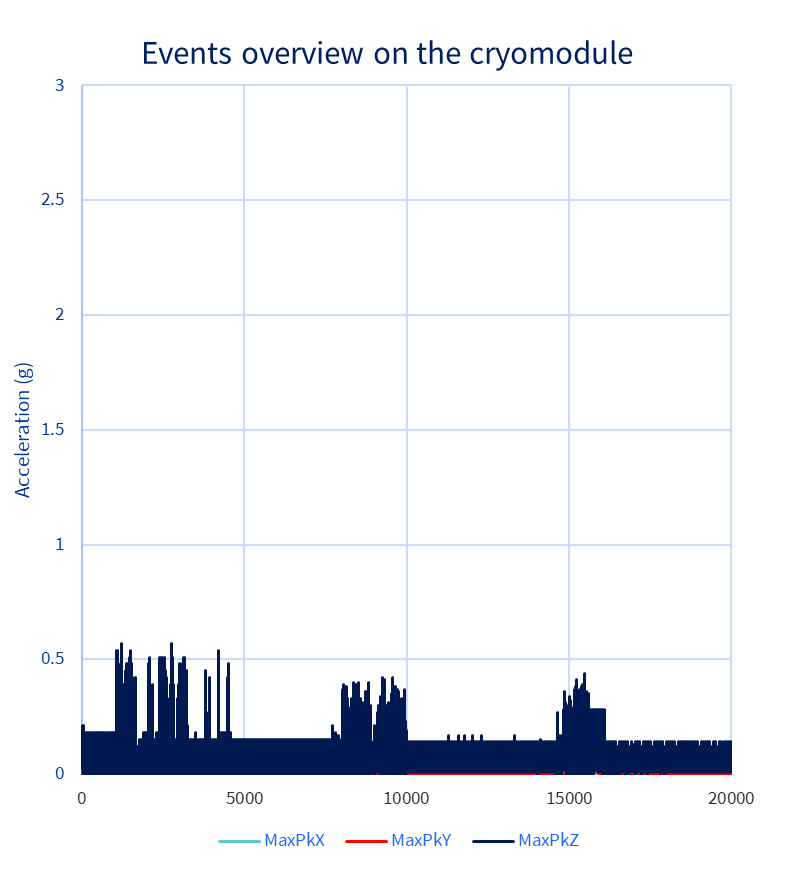 Events overview on the cryomodule
3
2.5
2
1.5
1
0.5
0
Acceleration (g)
0 5000 10000 15000 20000
MaxPkX MaxPkY MaxPkZ